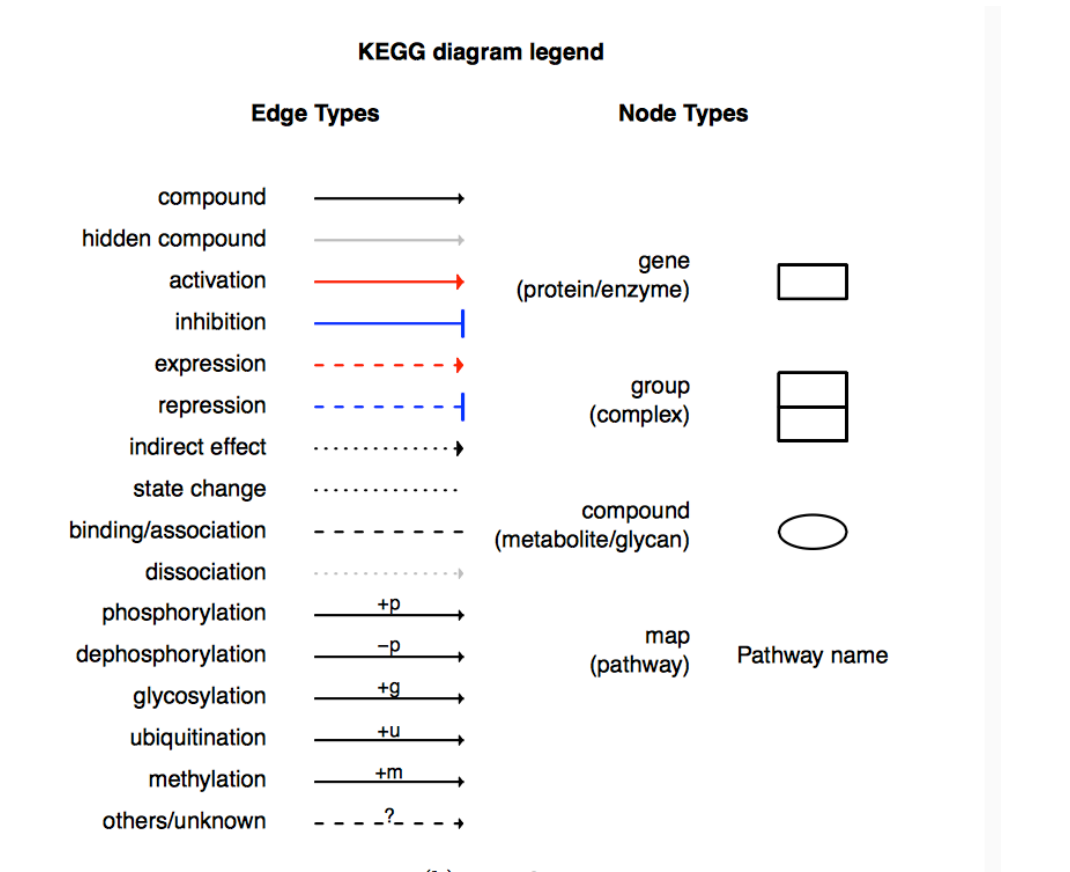 KEGG diagram legend
Edge Types
Node Types
compound
hidden compound
activation
inhibition
expression
repression
indirect effect
state change
binding/association
dissociation
phosphorylation +p
dephosphorylation −p
glycosylation +g
ubiquitination +u
methylation +m
others/unknown ?
gene
(protein/enzyme)
group
(complex)
compound
(metabolite/glycan)
map
(pathway)
Pathway name